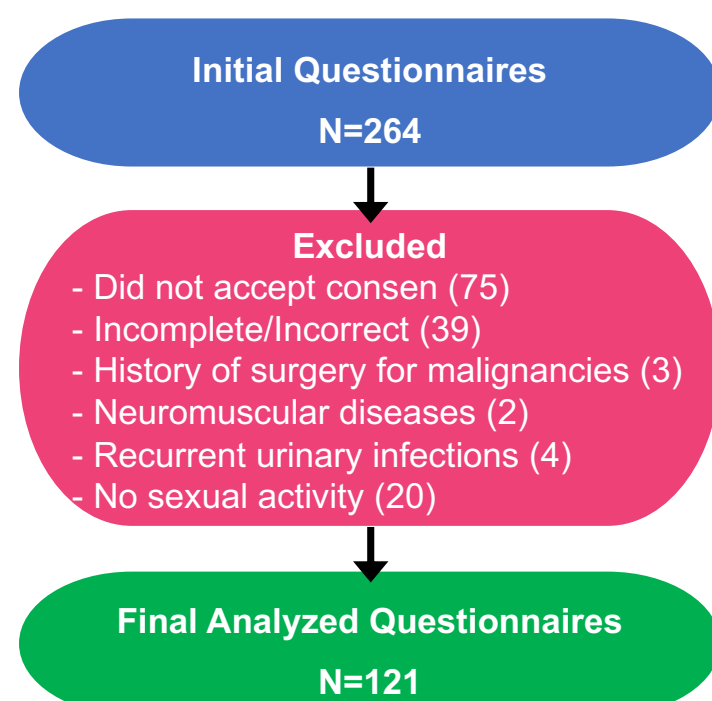 Initial Questionnaires
N=264
Excluded
- Did not accept consen (75)
- Incomplete/Incorrect (39)
- History of surgery for malignancies (3)
- Neuromuscular diseases (2)
- Recurrent urinary infections (4)
- No sexual activity (20)
Final Analyzed Questionnaires
N=121